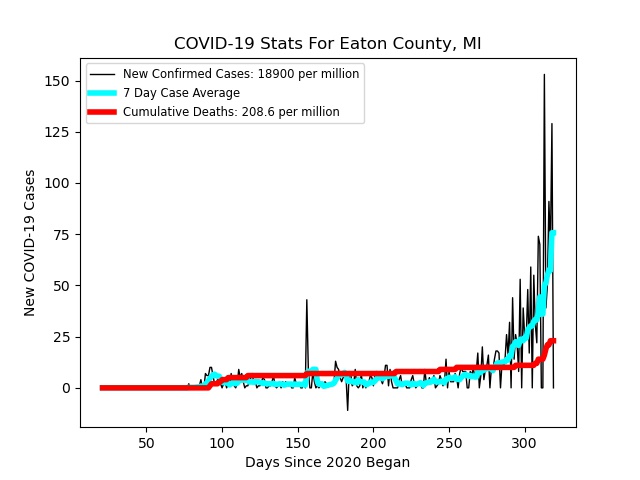 COVID-19 Stats For Eaton County, MI
New Confirmed Cases: 18900 per million
7 Day Case Average
Cumulative Deaths: 208.6 per million
New COVID-19 Cases
150
125
100
75
50
25
0
50 100 150 200 250 300
Days Since 2020 Began